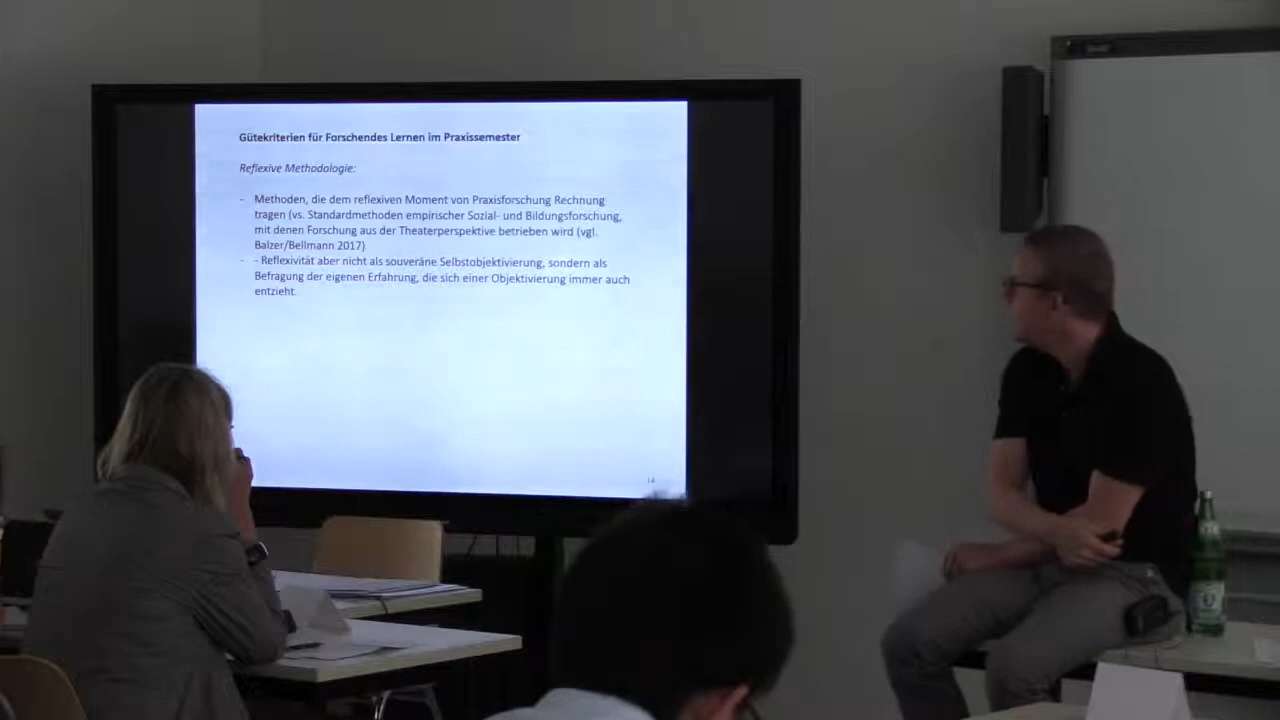 Gütekriterien für Forschendes Lernen im Praxissemester
Reflexive Methodologie:
- Methoden, die dem reflexiven Moment von Praxisforschung Rechnung
tragen (vs. Standardmethoden empirischer Sozial- und Bildungsforschung,
mit denen Forschung aus der Theaterperspektive betrieben wird (vgl.
Balzer/Bellmann 2017)
- - Reflexivität aber nicht als souveräne Selbstobjektivierung, sondern als
Befragung der eigenen Erfahrung, die sich einer Objektivierung immer auch
entzieht.
14